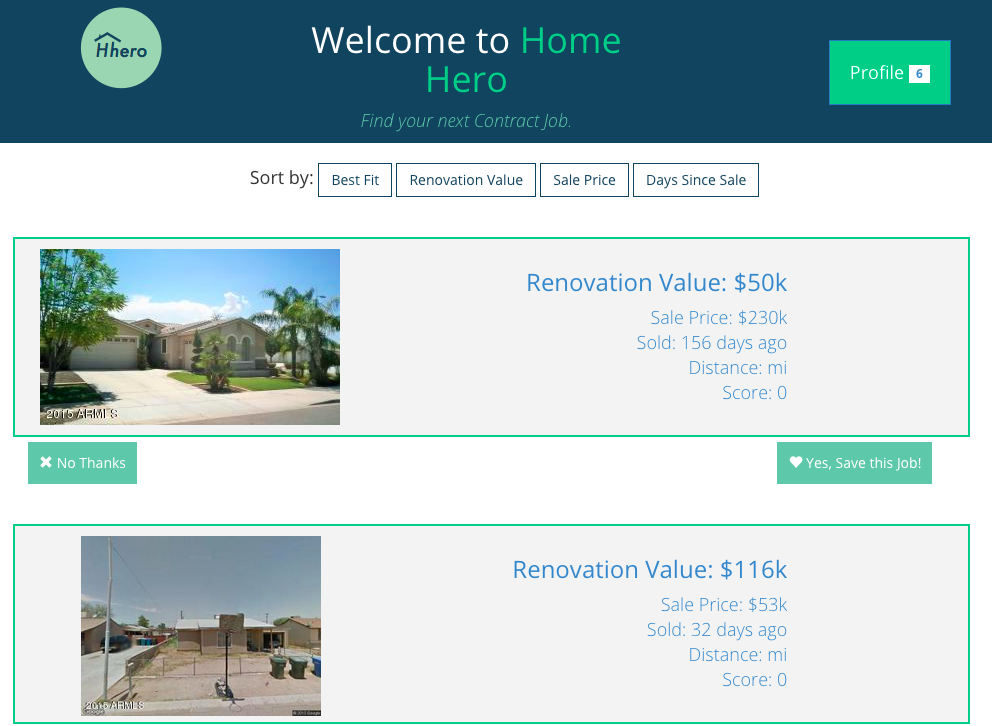 Hhero
Welcome to Home
Hero
Find your next Contract Job.
Profile 6
Sort by: Best Fit Renovation Value Sale Price Days Since Sale
2015 ARMLS
Renovation Value: $50k
Sale Price: $230k
Sold: 156 days ago
Distance: mi
Score: 0
No Thanks
Yes, Save this Job!
2015 ARMLS
Google
Renovation Value: $116k
Sale Price: $53k
Sold: 32 days ago
Distance: mi
Score: 0